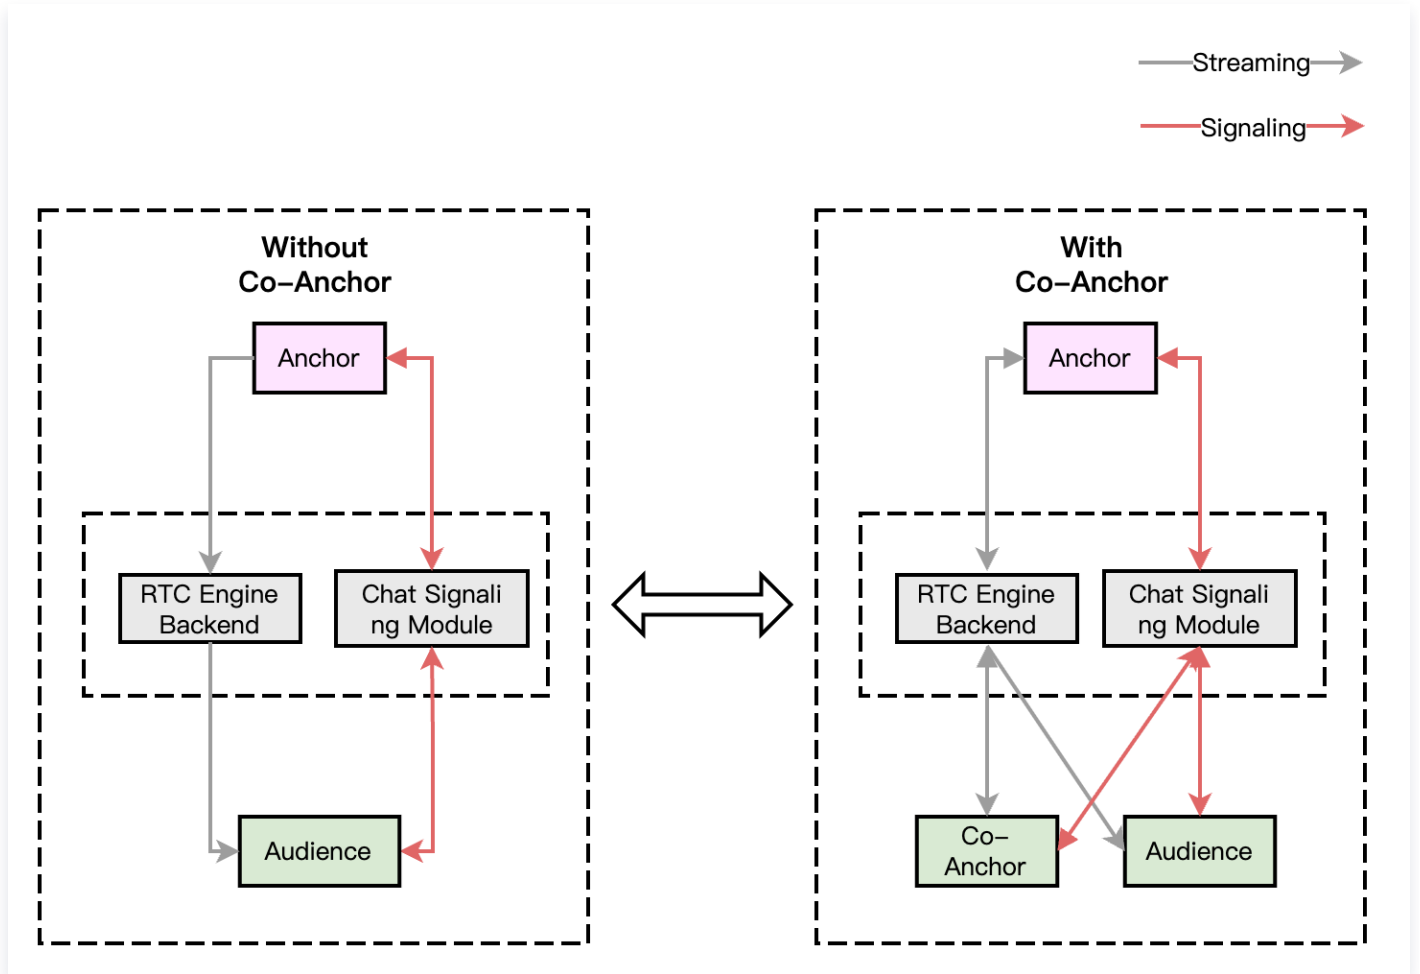 Streaming
Signaling
Without
Co–Anchor
Anchor
RTC Engine
Backend
Chat Signali
ng Module
Audience
With
Co–Anchor
Anchor
RTC Engine
Backend
Chat Signali
ng Module
Co–
Anchor
Audience